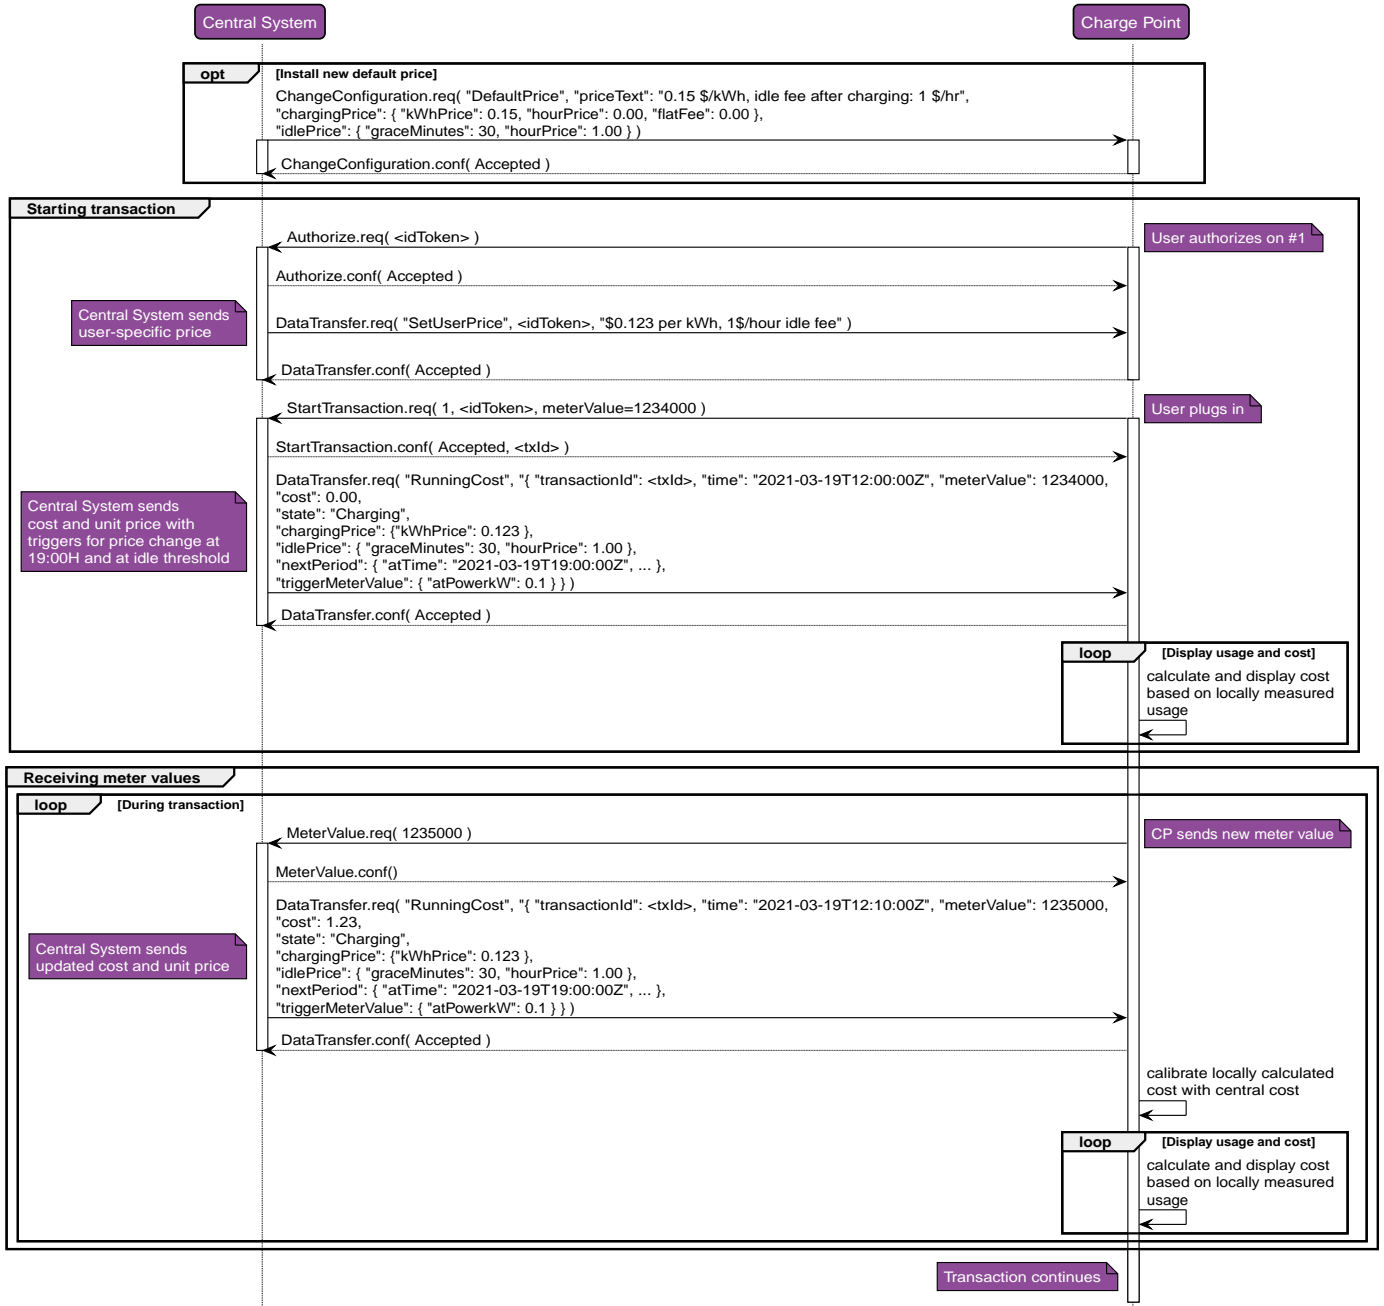 Central System
Charge Point
opt
[Install new default price]
ChangeConfiguration.req( "DefaultPrice", "priceText": "0.15 $/kWh, idle fee after charging: 1 $/hr",
"chargingPrice": { "kWhPrice": 0.15, "hourPrice": 0.00, "flatFee": 0.00 },
"idlePrice": { "graceMinutes": 30, "hourPrice": 1.00 } )
ChangeConfiguration.conf( Accepted )
Starting transaction
Authorize.req( <idToken> )
User authorizes on #1
Authorize.conf( Accepted )
Central System sends
user-specific price
DataTransfer.req( "SetUserPrice", <idToken>, "$0.123 per kWh, 1$/hour idle fee" )
DataTransfer.conf( Accepted )
StartTransaction.req( 1, <idToken>, meterValue=1234000 )
User plugs in
StartTransaction.conf( Accepted, <txId> )
Central System sends
cost and unit price with
triggers for price change at
19:00H and at idle threshold
DataTransfer.req( "RunningCost", "{ "transactionId": <txId>, "time": "2021-03-19T12:00:00Z", "meterValue": 1234000,
"cost": 0.00,
"state": "Charging",
"chargingPrice": {"kWhPrice": 0.123 },
"idlePrice": { "graceMinutes": 30, "hourPrice": 1.00 },
"nextPeriod": { "atTime": "2021-03-19T19:00:00Z", ... },
"triggerMeterValue": { "atPowerkW": 0.1 } } )
DataTransfer.conf( Accepted )
loop
[Display usage and cost]
calculate and display cost
based on locally measured
usage
Receiving meter values
loop
[During transaction]
MeterValue.req( 1235000 )
CP sends new meter value
MeterValue.conf()
Central System sends
updated cost and unit price
DataTransfer.req( "RunningCost", "{ "transactionId": <txId>, "time": "2021-03-19T12:10:00Z", "meterValue": 1235000,
"cost": 1.23,
"state": "Charging",
"chargingPrice": {"kWhPrice": 0.123 },
"idlePrice": { "graceMinutes": 30, "hourPrice": 1.00 },
"nextPeriod": { "atTime": "2021-03-19T19:00:00Z", ... },
"triggerMeterValue": { "atPowerkW": 0.1 } } )
DataTransfer.conf( Accepted )
calibrate locally calculated
cost with central cost
loop
[Display usage and cost]
calculate and display cost
based on locally measured
usage
Transaction continues